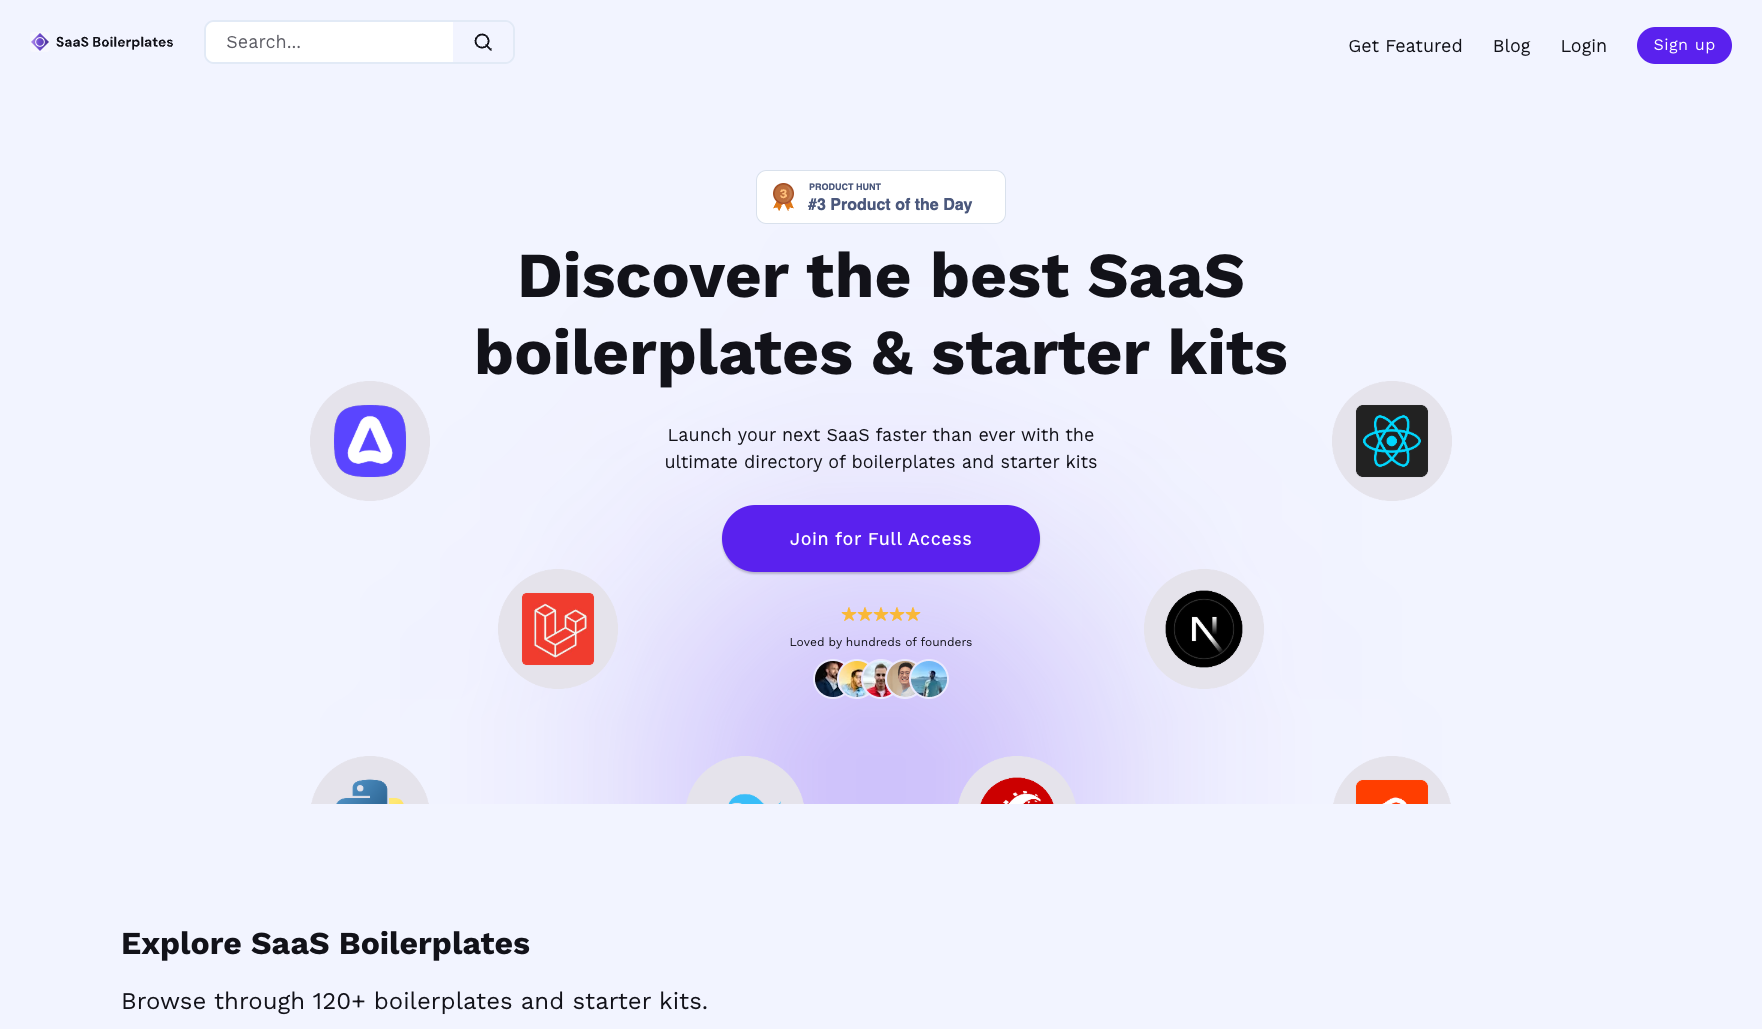 SaaS Boilerplates
Search...
Get Featured
Blog
Login
Sign up
3
PRODUCT HUNT
#3 Product of the Day
Discover the best SaaS
boilerplates & starter kits
Launch your next SaaS faster than ever with the
ultimate directory of boilerplates and starter kits
Join for Full Access
N
Loved by hundreds of founders
Explore SaaS Boilerplates
Browse through 120+ boilerplates and starter kits.